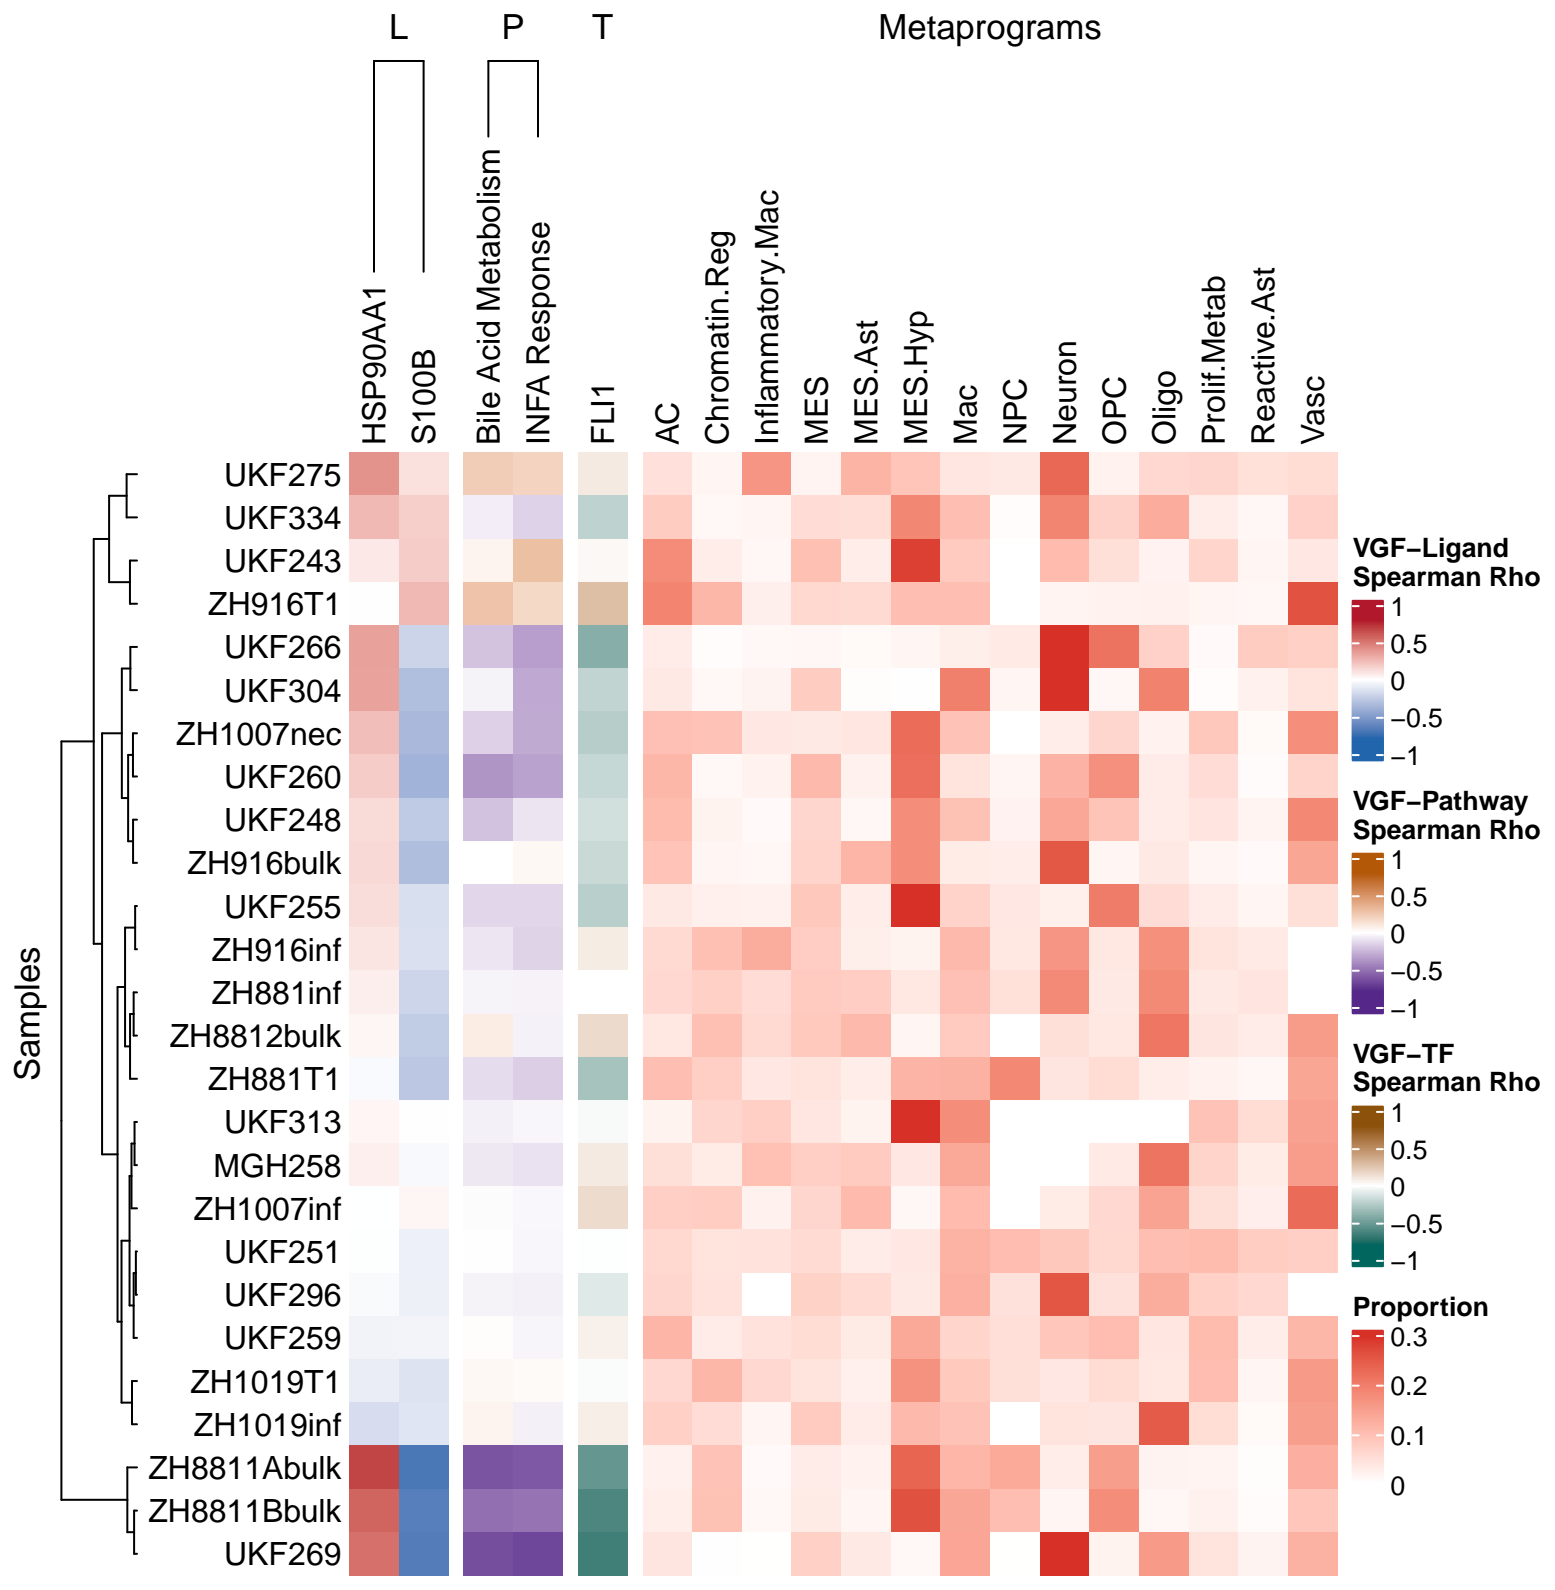 L P T Metaprograms
HSP90AA1
S100B
Bile Acid Metabolism
INFA Response
FLI1
AC
Chromatin.Reg
Inflammatory.Mac
MES
MES.Ast
MES.Hyp
Mac
NPC
Neuron
OPC
Oligo
Prolif.Metab
Reactive.Ast
Vasc
Samples
UKF275
UKF334
UKF243
ZH916T1
UKF266
UKF304
ZH1007nec
UKF260
UKF248
ZH916bulk
UKF255
ZH916inf
ZH881inf
ZH8812bulk
ZH881T1
UKF313
MGH258
ZH1007inf
UKF251
UKF296
UKF259
ZH1019T1
ZH1019inf
ZH8811Abulk
ZH8811Bbulk
UKF269
VGF−Ligand
Spearman Rho
1
0.5
0
−0.5
−1
VGF−Pathway
Spearman Rho
1
0.5
0
−0.5
−1
VGF−TF
Spearman Rho
1
0.5
0
−0.5
−1
Proportion
0.3
0.2
0.1
0